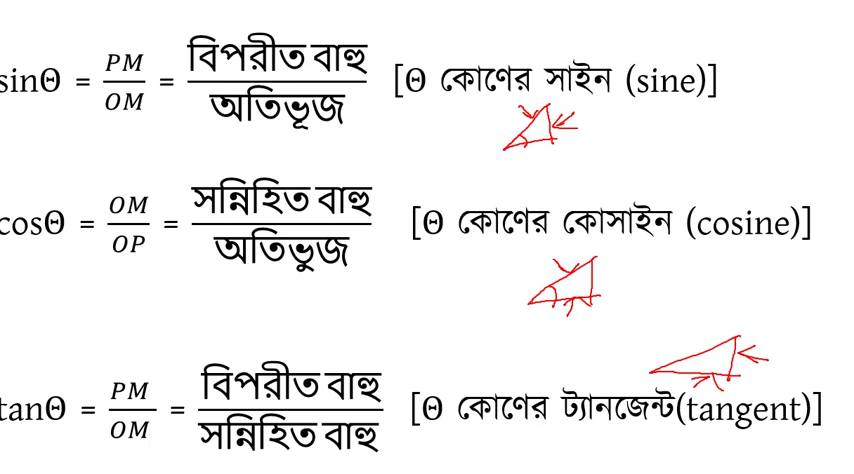 sinΘ = PM/OM = বিপরীত বাহু/অতিভূজ [Θ কোণের সাইন (sine)]
cosΘ = OM/OP = সন্নিহিত বাহু/অতিভুজ [Θ কোণের কোসাইন (cosine)]
tanΘ = PM/OM = বিপরীত বাহু/সন্নিহিত বাহু [Θ কোণের ট্যানজেন্ট(tangent)]